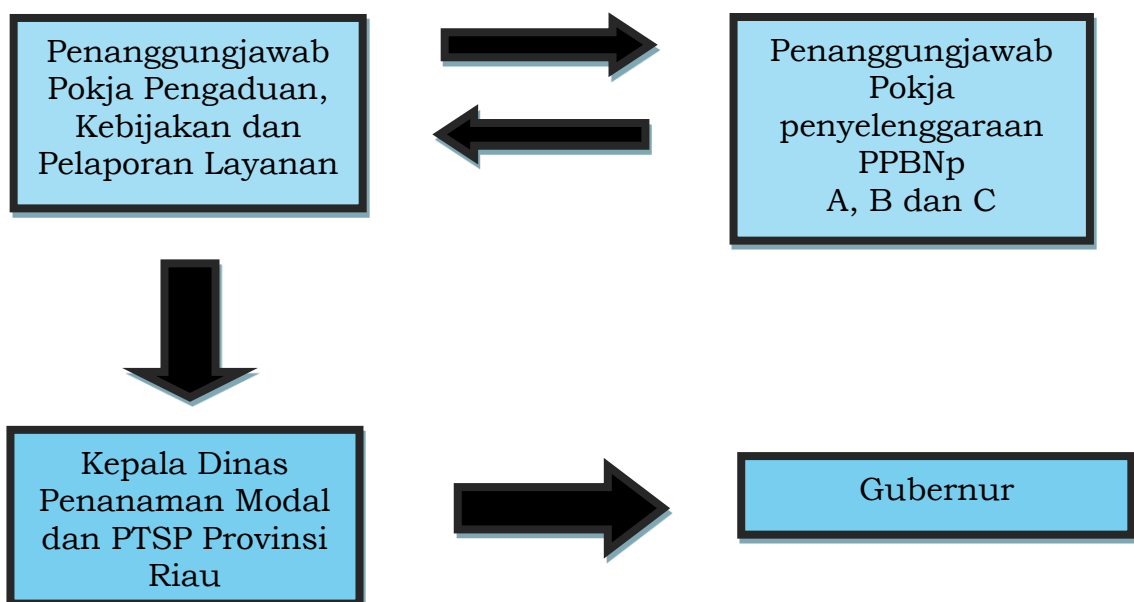 Penanggungjawab
Pokja Pengaduan,
Kebijakan dan
Pelaporan Layanan
Penanggungjawab
Pokja
penyelenggaraan
PPBNp
A, B dan C
Kepala Dinas
Penanaman Modal
dan PTSP Provinsi
Riau
Gubernur